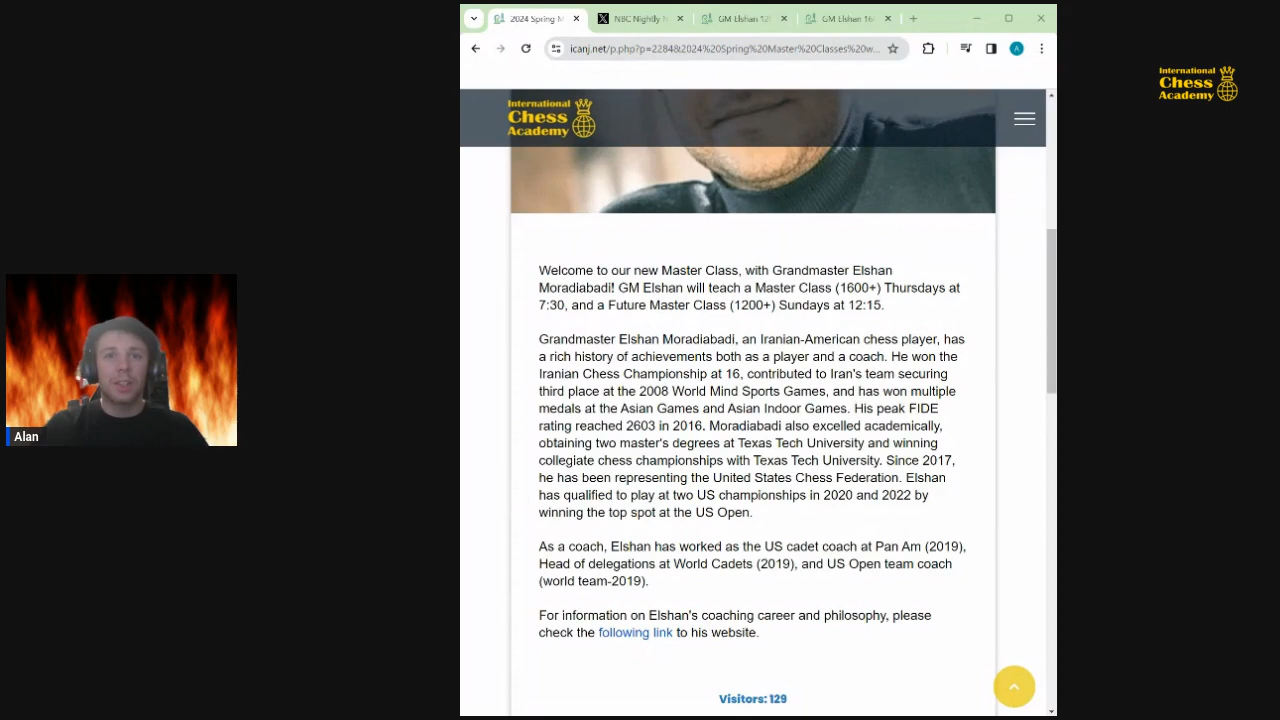 2024 Spring M
NBC Nightly N
GM Elshan 12
GM Elshan 16
icanj.net/p.php?p=22848&2024%20Spring%20Master%20Classes%20w...
A
International
Chess
Academy
International
Chess
Academy
Welcome to our new Master Class, with Grandmaster Elshan
Moradiabadi! GM Elshan will teach a Master Class (1600+) Thursdays at
7:30, and a Future Master Class (1200+) Sundays at 12:15.
Grandmaster Elshan Moradiabadi, an Iranian-American chess player, has
a rich history of achievements both as a player and a coach. He won the
Iranian Chess Championship at 16, contributed to Iran's team securing
third place at the 2008 World Mind Sports Games, and has won multiple
medals at the Asian Games and Asian Indoor Games. His peak FIDE
rating reached 2603 in 2016. Moradiabadi also excelled academically,
obtaining two master's degrees at Texas Tech University and winning
collegiate chess championships with Texas Tech University. Since 2017,
he has been representing the United States Chess Federation. Elshan
has qualified to play at two US championships in 2020 and 2022 by
winning the top spot at the US Open.
As a coach, Elshan has worked as the US cadet coach at Pan Am (2019),
Head of delegations at World Cadets (2019), and US Open team coach
(world team-2019).
For information on Elshan's coaching career and philosophy, please
check the following link to his website.
Visitors: 129
Alan